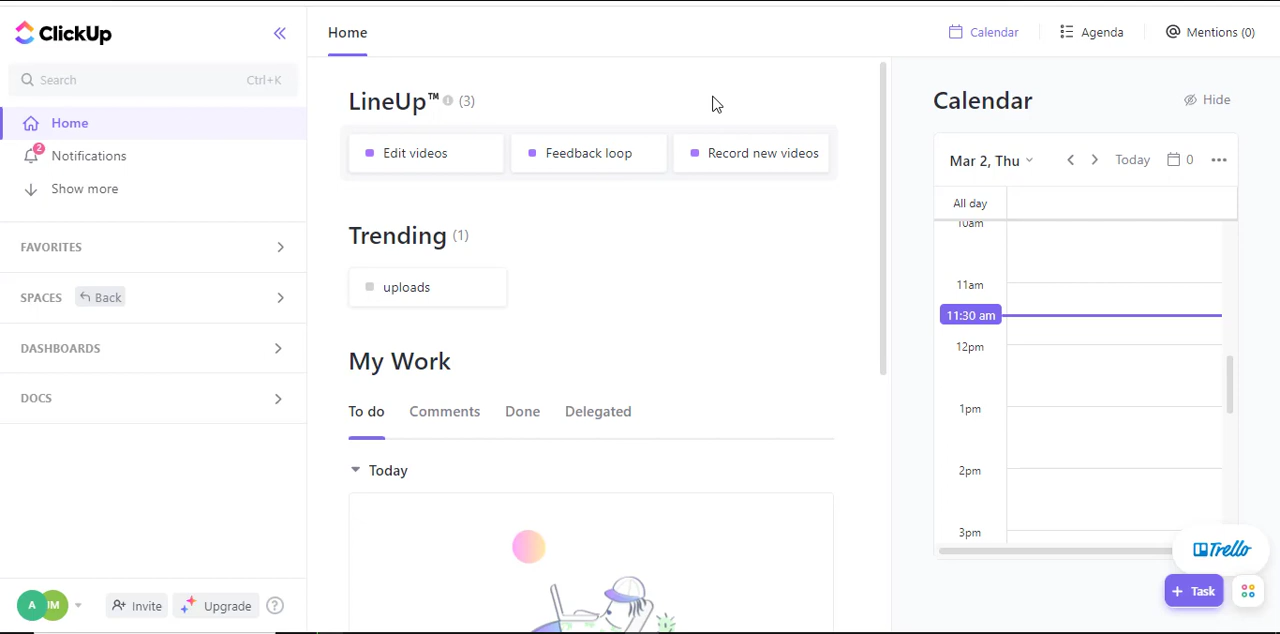 ClickUp
Search Ctrl+K
Home
2
Notifications
Show more
FAVORITES
SPACES Back
DASHBOARDS
DOCS
A IM Invite Upgrade ?
Home
Calendar Agenda @ Mentions (0)
LineUp™ (3)
Edit videos Feedback loop Record new videos
Trending (1)
uploads
My Work
To do Comments Done Delegated
Today
Calendar Hide
Mar 2, Thu Today 0
All day
10am
11am
11:30 am
12pm
1pm
2pm
3pm
Trello
+ Task